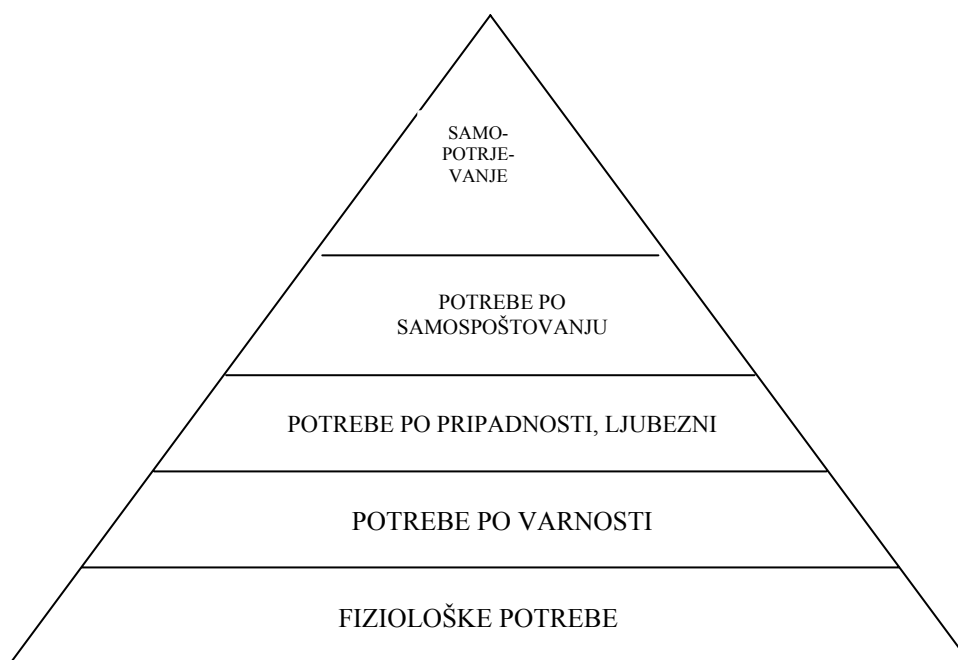 SAMO-
POTRJE-
VANJE
POTREBE PO
SAMOSPOŠTOVANJU
POTREBE PO PRIPADNOSTI, LJUBEZNI
POTREBE PO VARNOSTI
FIZIOLOŠKE POTREBE